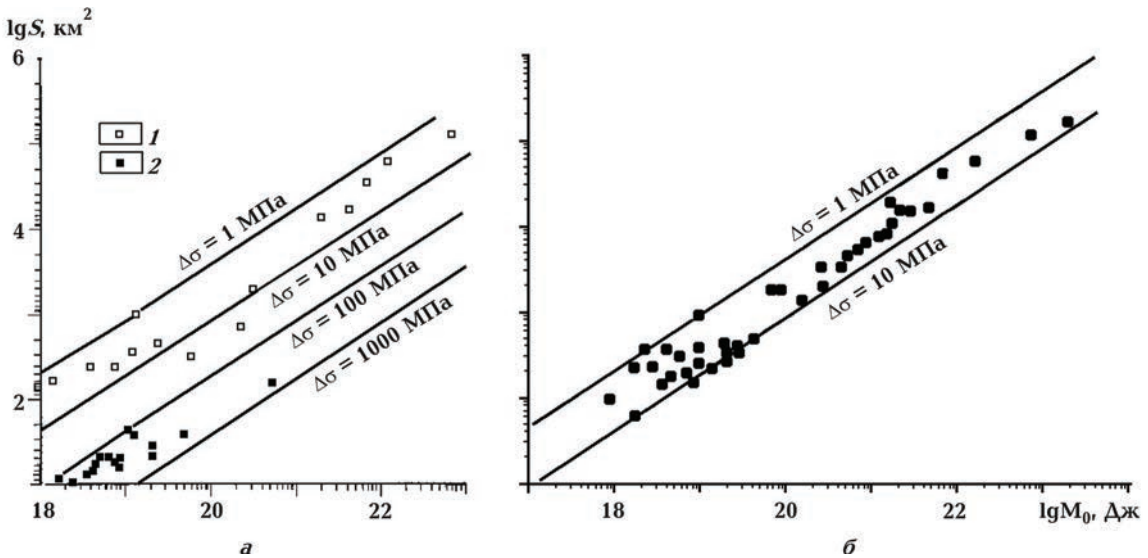 lgS, км²
6
4
2
1
2
Δσ = 1 МПа
Δσ = 10 МПа
Δσ = 100 МПа
Δσ = 1000 МПа
18 20 22
а
Δσ = 1 МПа
Δσ = 10 МПа
18 20 22 lgM₀, Дж
б